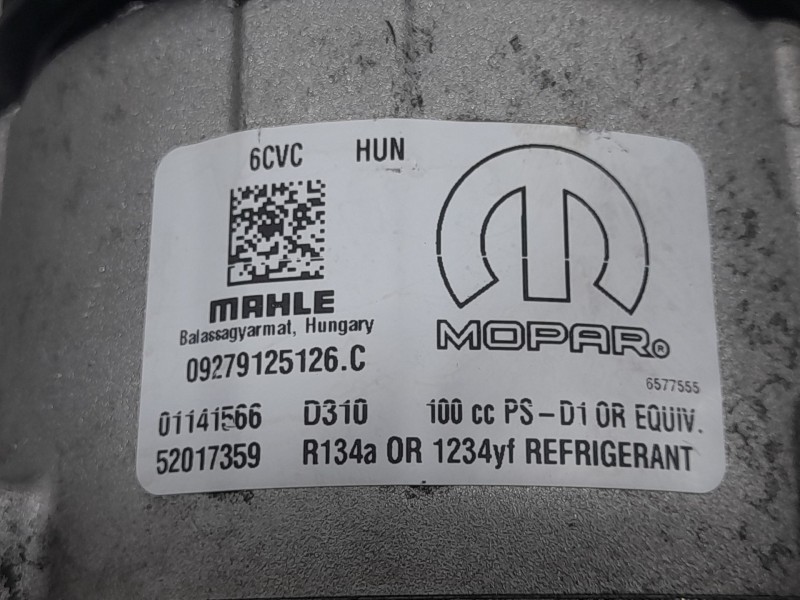 6CVC HUN
MAHLE
Balassagyarmat, Hungary
09279125126.C
MOPAR®
6577555
01141566 D310 100 cc PS-D1 OR EQUIV.
52017359 R134a OR 1234yf REFRIGERANT